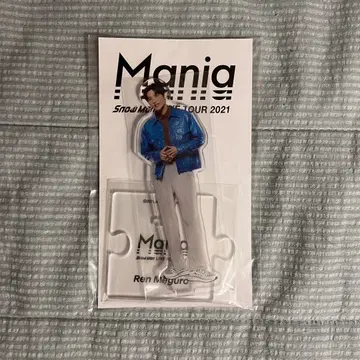 Mania
Snow Man LIVE TOUR 2021
Mania
Ren Meguro